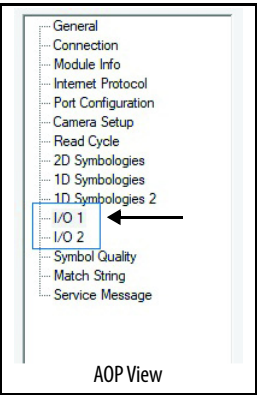 General
Connection
Module Info
Internet Protocol
Port Configuration
Camera Setup
Read Cycle
2D Symbologies
1D Symbologies
1D Symbologies 2
I/O 1
I/O 2
Symbol Quality
Match String
Service Message
AOP View